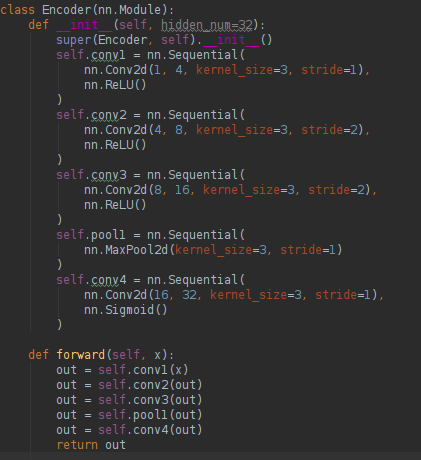 class Encoder(nn.Module):
    def __init__(self, hidden_num=32):
        super(Encoder, self).__init__()
        self.conv1 = nn.Sequential(
            nn.Conv2d(1, 4, kernel_size=3, stride=1),
            nn.ReLU()
        )
        self.conv2 = nn.Sequential(
            nn.Conv2d(4, 8, kernel_size=3, stride=2),
            nn.ReLU()
        )
        self.conv3 = nn.Sequential(
            nn.Conv2d(8, 16, kernel_size=3, stride=2),
            nn.ReLU()
        )
        self.pool1 = nn.Sequential(
            nn.MaxPool2d(kernel_size=3, stride=1)
        )
        self.conv4 = nn.Sequential(
            nn.Conv2d(16, 32, kernel_size=3, stride=1),
            nn.Sigmoid()
        )
    def forward(self, x):
        out = self.conv1(x)
        out = self.conv2(out)
        out = self.conv3(out)
        out = self.pool1(out)
        out = self.conv4(out)
        return out